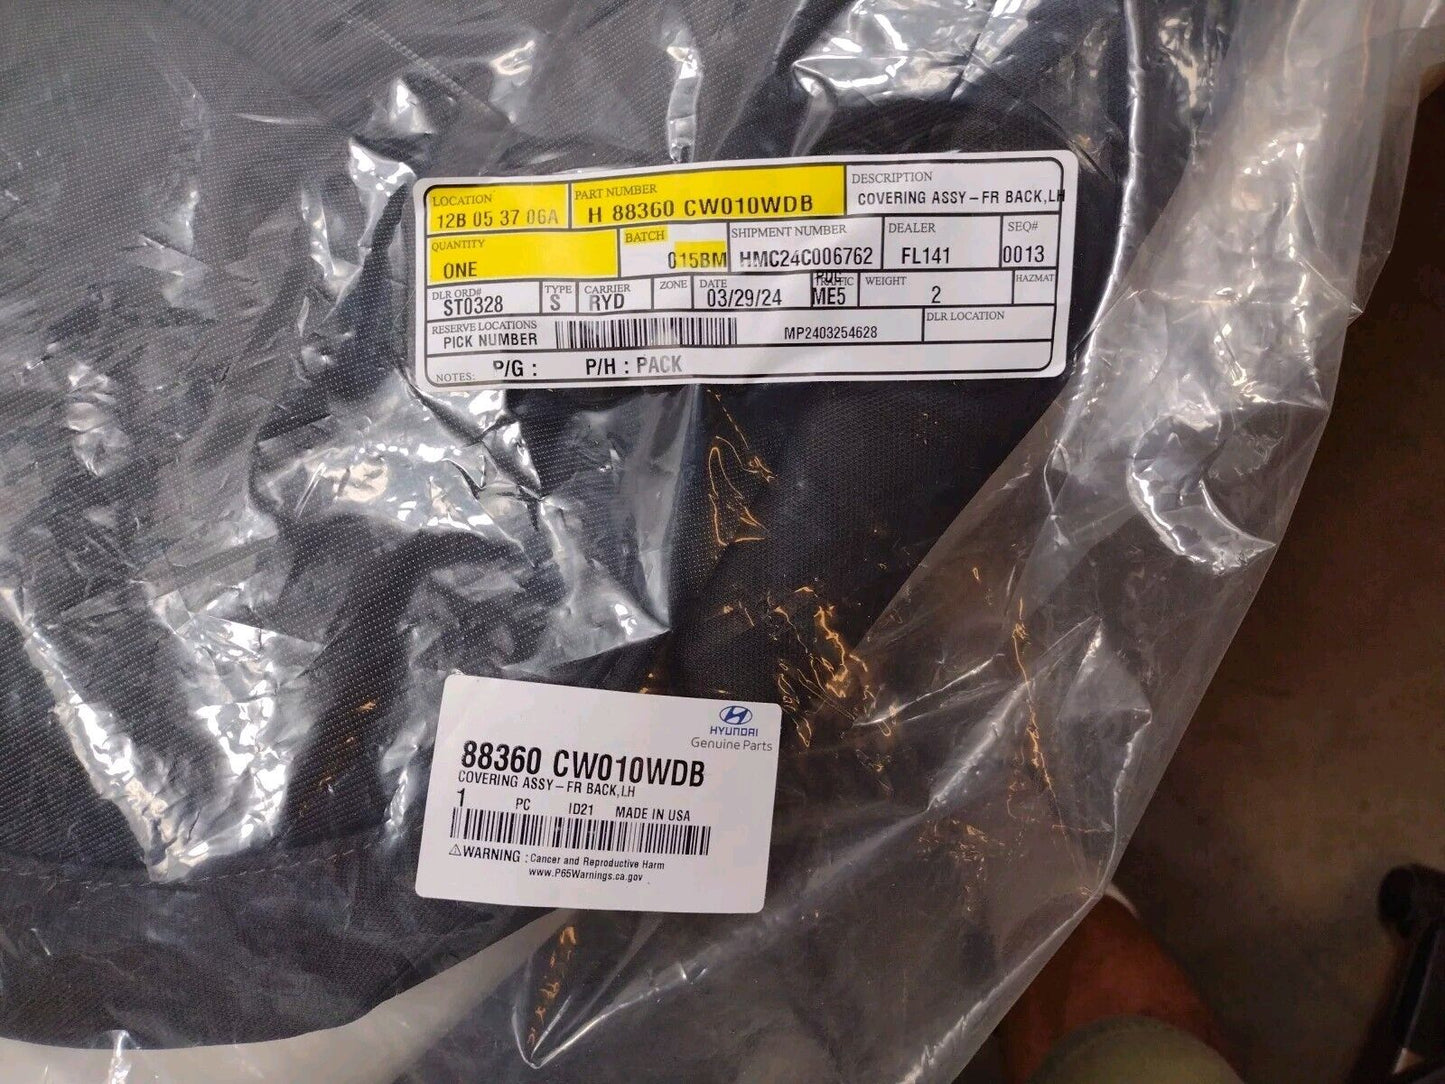 LOCATION
12B 05 37 06A
PART NUMBER
H 88360 CW010WDB
DESCRIPTION
COVERING ASSY-FR BACK,LH
QUANTITY
ONE
BATCH
015BM
SHIPMENT NUMBER
HMC24C006762
DEALER
FL141
SEQ#
0013
DLR ORD#
ST0328
TYPE
S
CARRIER
RYD
ZONE
DATE
03/29/24
PDC
ME5
WEIGHT
2
HAZMAT
RESERVE LOCATIONS
PICK NUMBER
MP2403254628
DLR LOCATION
NOTES: P/G : P/H : PACK
HYUNDAI
Genuine Parts
88360 CW010WDB
COVERING ASSY-FR BACK,LH
1 PC ID21 MADE IN USA
⚠WARNING : Cancer and Reproductive Harm
www.P65Warnings.ca.gov